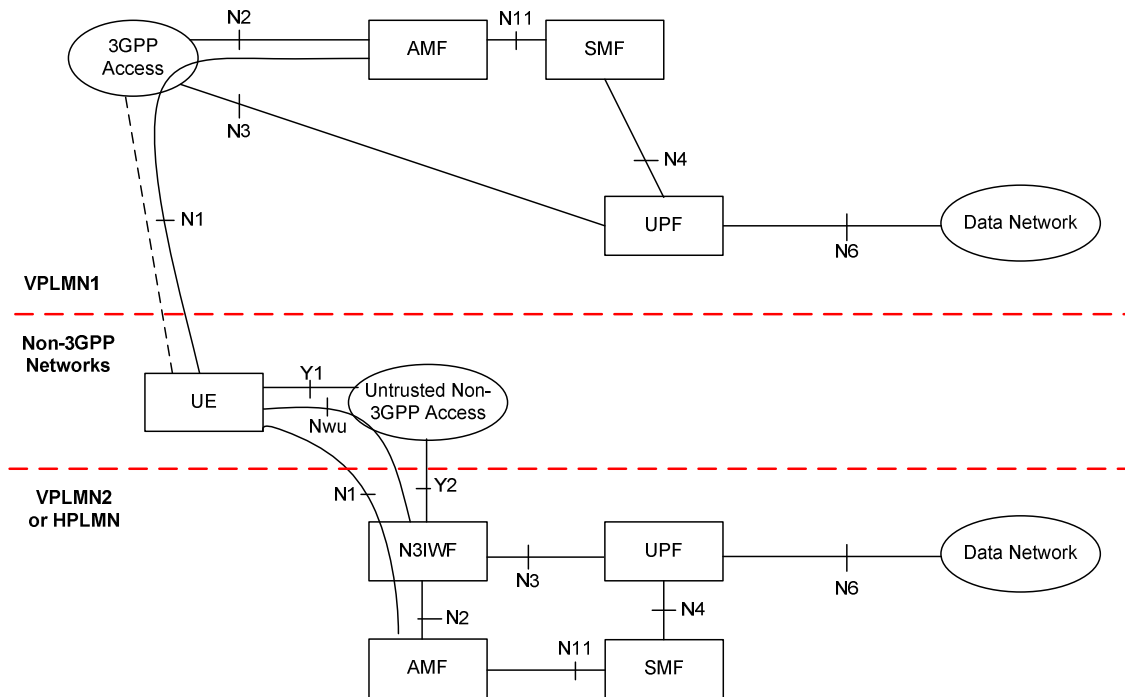 N2
N11
3GPP
Access
AMF
SMF
N3
N4
N1
UPF
Data Network
N6
VPLMN1
Non-3GPP
Networks
Y1
Untrusted Non-
3GPP Access
UE
Nwu
VPLMN2
or HPLMN
N1
Y2
N3IWF
UPF
Data Network
N3
N6
N2
N4
N11
AMF
SMF